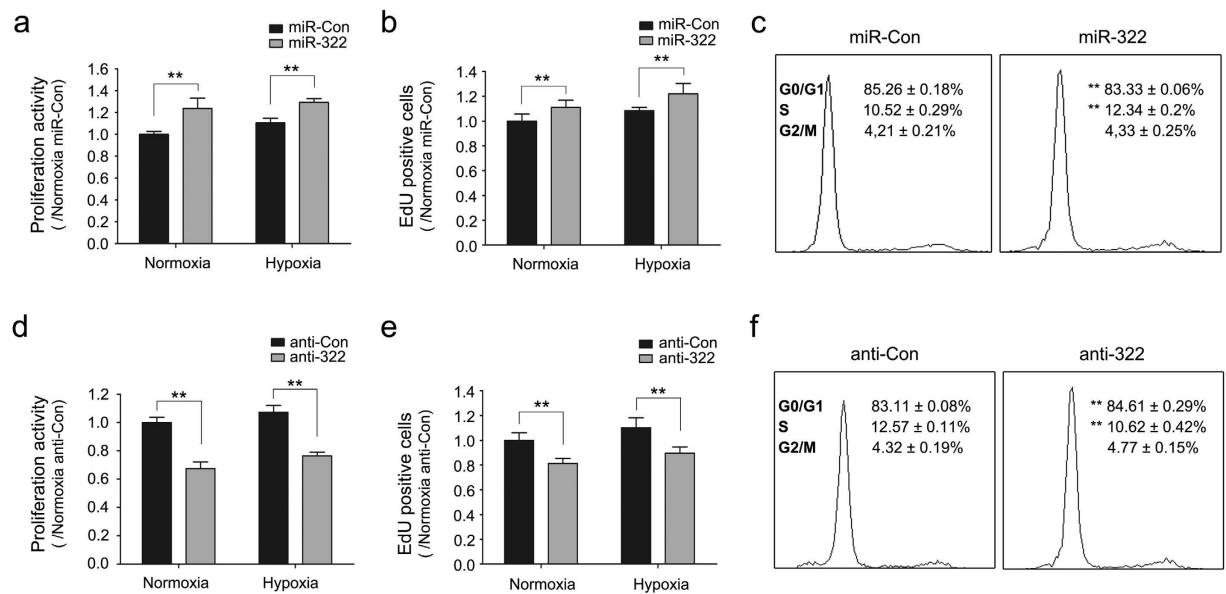 a
miR-Con
miR-322
Proliferation activity
( /Normoxia miR-Con)
1.6
1.4
1.2
1.0
0.8
0.6
0.4
0.2
0.0
**
**
Normoxia
Hypoxia
b
miR-Con
miR-322
EdU positive cells
( /Normoxia miR-Con)
1.4
1.2
1.0
0.8
0.6
0.4
0.2
0.0
**
**
Normoxia
Hypoxia
c
miR-Con
G0/G1 85.26 ± 0.18%
S 10.52 ± 0.29%
G2/M 4,21 ± 0.21%
miR-322
** 83.33 ± 0.06%
** 12.34 ± 0.2%
4,33 ± 0.25%
d
anti-Con
anti-322
Proliferation activity
( /Normoxia anti-Con)
1.2
1.0
0.8
0.6
0.4
0.2
0.0
**
**
Normoxia
Hypoxia
e
anti-Con
anti-322
EdU positive cells
( /Normoxia anti-Con)
1.4
1.2
1.0
0.8
0.6
0.4
0.2
0.0
**
**
Normoxia
Hypoxia
f
anti-Con
G0/G1 83.11 ± 0.08%
S 12.57 ± 0.11%
G2/M 4.32 ± 0.19%
anti-322
** 84.61 ± 0.29%
** 10.62 ± 0.42%
4.77 ± 0.15%